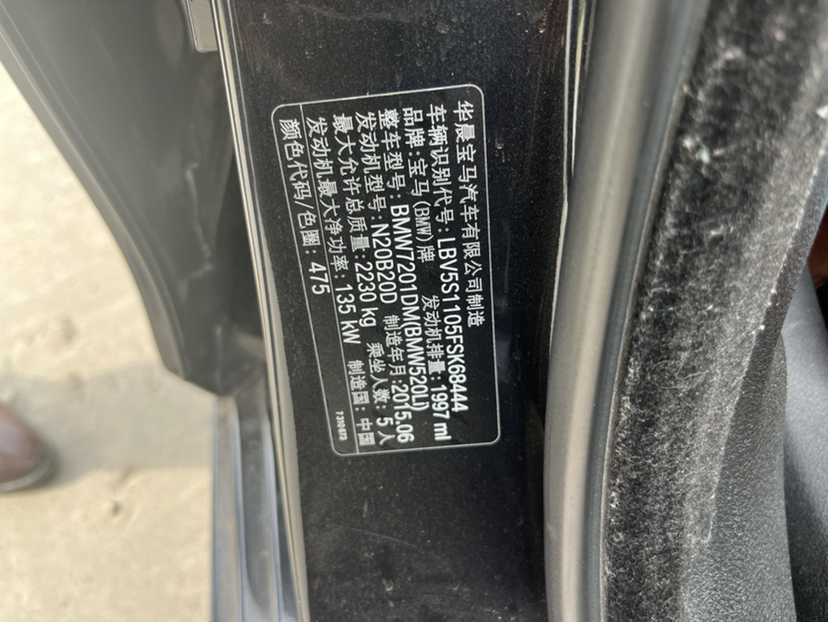 华晨宝马汽车有限公司制造
车辆识别代号:LBV5S1105FSK68444
品牌:宝马(BMW)牌 发动机排量:1997ml
整车型号:BMW7201DM(BMW520Li)
发动机型号:N20B20D 制造年月:2015.06
最大允许总质量:2230 kg 乘坐人数:5人
发动机最大净功率:135 kW 制造国:中国
颜色代码/色圈:475
7 310 673